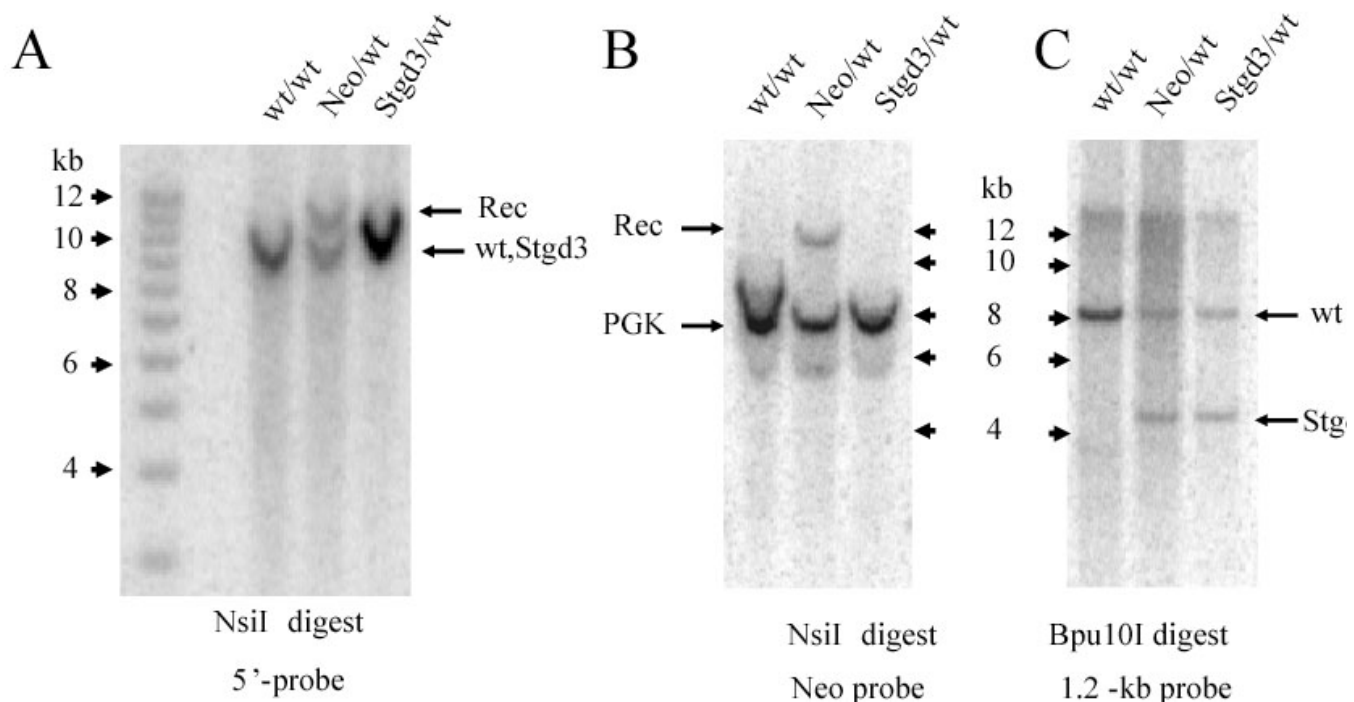 A
wt/wt
Neo/wt
Stgd3/wt
kb
12
10
8
6
4
Rec
wt,Stgd3
NsiI digest
5’-probe
B
wt/wt
Neo/wt
Stgd3/wt
Rec
PGK
kb
12
10
8
6
4
NsiI digest
Neo probe
C
wt/wt
Neo/wt
Stgd3/wt
wt
Stg
Bpu10I digest
1.2 -kb probe